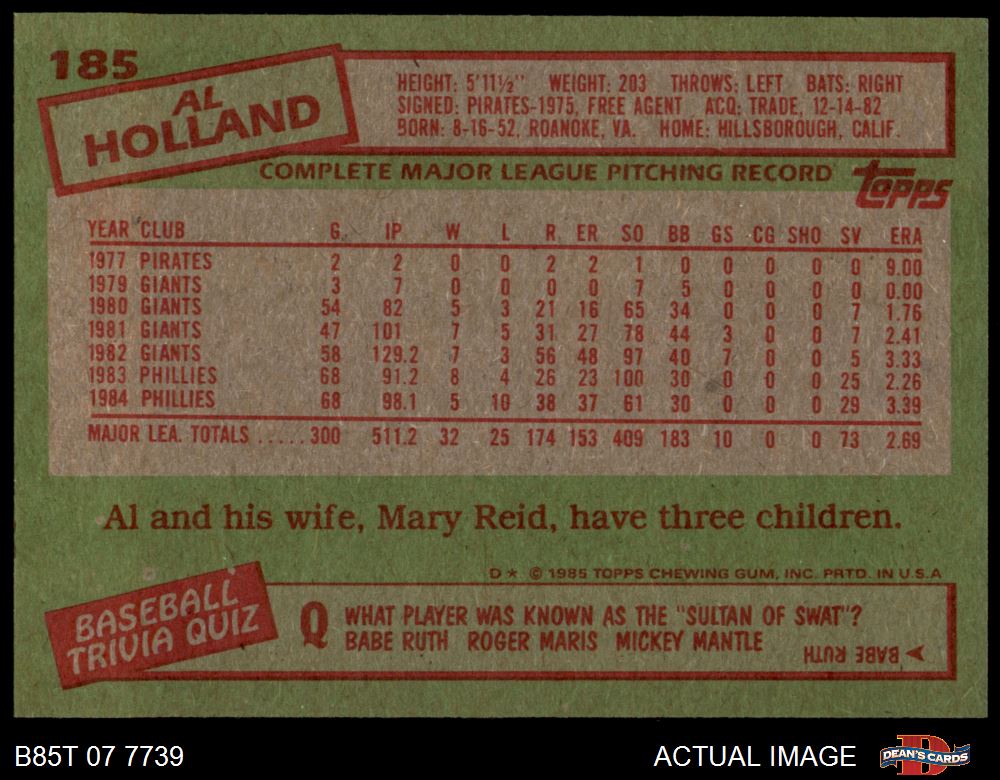 185
AL
HOLLAND
HEIGHT: 5'11½" WEIGHT: 203 THROWS: LEFT BATS: RIGHT
SIGNED: PIRATES-1975, FREE AGENT ACQ: TRADE, 12-14-82
BORN: 8-16-52, ROANOKE, VA. HOME: HILLSBOROUGH, CALIF.
COMPLETE MAJOR LEAGUE PITCHING RECORD
topps
YEAR CLUB G. IP W L R. ER SO BB GS CG SHO SV ERA
1977 PIRATES 2 2 0 0 2 2 1 0 0 0 0 0 9.00
1979 GIANTS 3 7 0 0 0 0 7 5 0 0 0 0 0.00
1980 GIANTS 54 82 5 3 21 16 65 34 0 0 0 7 1.76
1981 GIANTS 47 101 7 5 31 27 78 44 3 0 0 7 2.41
1982 GIANTS 58 129.2 7 3 56 48 97 40 7 0 0 5 3.33
1983 PHILLIES 68 91.2 8 4 26 23 100 30 0 0 0 25 2.26
1984 PHILLIES 68 98.1 5 10 38 37 61 30 0 0 0 29 3.39
MAJOR LEA. TOTALS ..... 300 511.2 32 25 174 153 409 183 10 0 0 73 2.69
Al and his wife, Mary Reid, have three children.
D* © 1985 TOPPS CHEWING GUM, INC. PRTD. IN U.S.A
BASEBALL
TRIVIA QUIZ
Q WHAT PLAYER WAS KNOWN AS THE "SULTAN OF SWAT"?
BABE RUTH ROGER MARIS MICKEY MANTLE
BABE RUTH
B85T 07 7739
ACTUAL IMAGE
DEAN'S CARDS